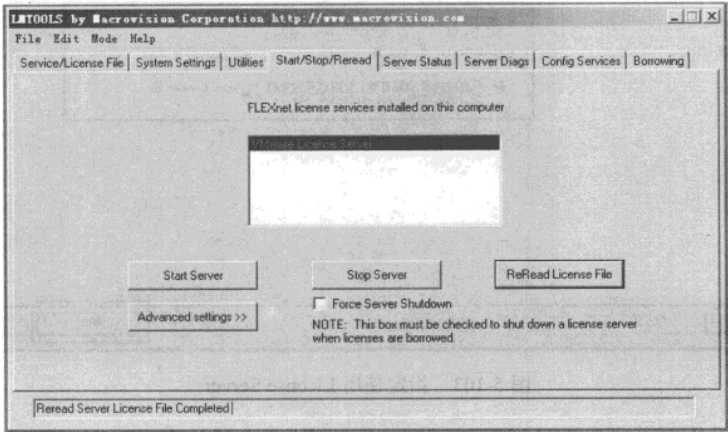 LMTOOLS by Macrovision Corporation http://www.macrovision.com
File Edit Mode Help
Service/License File System Settings Utilities Start/Stop/Reread Server Status Server Diags Config Services Borrowing
FLEXnet license services installed on this computer
VMware License Server
Start Server Stop Server ReRead License File
Advanced settings >>
Force Server Shutdown
NOTE: This box must be checked to shut down a license server
when licenses are borrowed.
Reread Server License File Completed